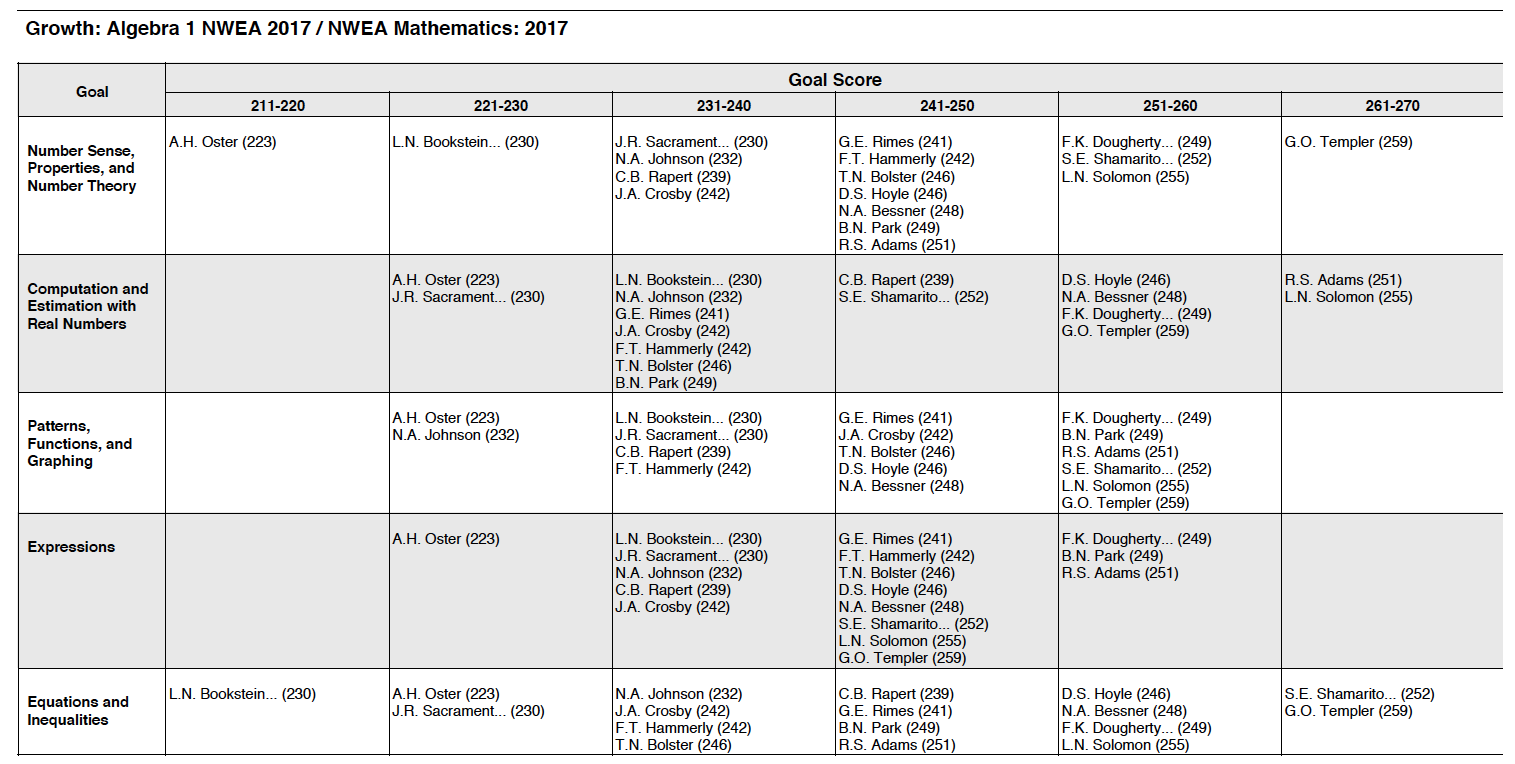 Growth: Algebra 1 NWEA 2017 / NWEA Mathematics: 2017
Goal
Goal Score
211-220 221-230 231-240 241-250 251-260 261-270
Number Sense,
Properties, and
Number Theory
A.H. Oster (223)
L.N. Bookstein... (230)
J.R. Sacrament... (230)
N.A. Johnson (232)
C.B. Rapert (239)
J.A. Crosby (242)
G.E. Rimes (241)
F.T. Hammerly (242)
T.N. Bolster (246)
D.S. Hoyle (246)
N.A. Bessner (248)
B.N. Park (249)
R.S. Adams (251)
F.K. Dougherty... (249)
S.E. Shamarito... (252)
L.N. Solomon (255)
G.O. Templer (259)
Computation and
Estimation with
Real Numbers
A.H. Oster (223)
J.R. Sacrament... (230)
L.N. Bookstein... (230)
N.A. Johnson (232)
G.E. Rimes (241)
J.A. Crosby (242)
F.T. Hammerly (242)
T.N. Bolster (246)
B.N. Park (249)
C.B. Rapert (239)
S.E. Shamarito... (252)
D.S. Hoyle (246)
N.A. Bessner (248)
F.K. Dougherty... (249)
G.O. Templer (259)
R.S. Adams (251)
L.N. Solomon (255)
Patterns,
Functions, and
Graphing
A.H. Oster (223)
N.A. Johnson (232)
L.N. Bookstein... (230)
J.R. Sacrament... (230)
C.B. Rapert (239)
F.T. Hammerly (242)
G.E. Rimes (241)
J.A. Crosby (242)
T.N. Bolster (246)
D.S. Hoyle (246)
N.A. Bessner (248)
F.K. Dougherty... (249)
B.N. Park (249)
R.S. Adams (251)
S.E. Shamarito... (252)
L.N. Solomon (255)
G.O. Templer (259)
Expressions
A.H. Oster (223)
L.N. Bookstein... (230)
J.R. Sacrament... (230)
N.A. Johnson (232)
C.B. Rapert (239)
J.A. Crosby (242)
G.E. Rimes (241)
F.T. Hammerly (242)
T.N. Bolster (246)
D.S. Hoyle (246)
N.A. Bessner (248)
S.E. Shamarito... (252)
L.N. Solomon (255)
G.O. Templer (259)
F.K. Dougherty... (249)
B.N. Park (249)
R.S. Adams (251)
Equations and
Inequalities
L.N. Bookstein... (230)
A.H. Oster (223)
J.R. Sacrament... (230)
N.A. Johnson (232)
J.A. Crosby (242)
F.T. Hammerly (242)
T.N. Bolster (246)
C.B. Rapert (239)
G.E. Rimes (241)
B.N. Park (249)
R.S. Adams (251)
D.S. Hoyle (246)
N.A. Bessner (248)
F.K. Dougherty... (249)
L.N. Solomon (255)
S.E. Shamarito... (252)
G.O. Templer (259)